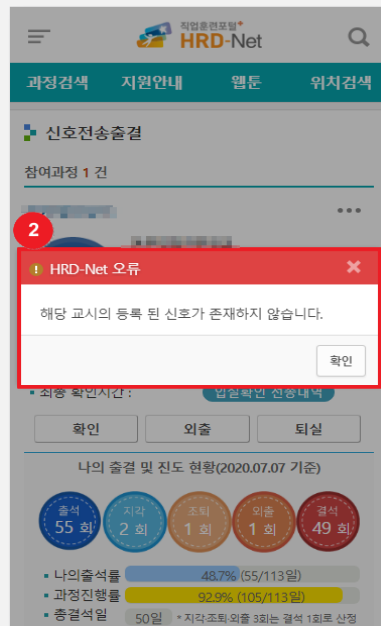 직업훈련포털
HRD-Net
과정검색 지원안내 웹툰 위치검색
신호전송출결
참여과정 1 건
2
HRD-Net 오류
해당 교시의 등록 된 신호가 존재하지 않습니다.
확인
최종 확인시간 : 입실확인 전송내역
확인 외출 퇴실
나의 출결 및 진도 현황(2020.07.07 기준)
출석 지각 조퇴 외출 결석
55 회 2 회 1 회 1 회 49 회
나의출석률 48.7% (55/113일)
과정진행률 92.9% (105/113일)
총결석일 50일 * 지각·조퇴·외출 3회는 결석 1회로 산정